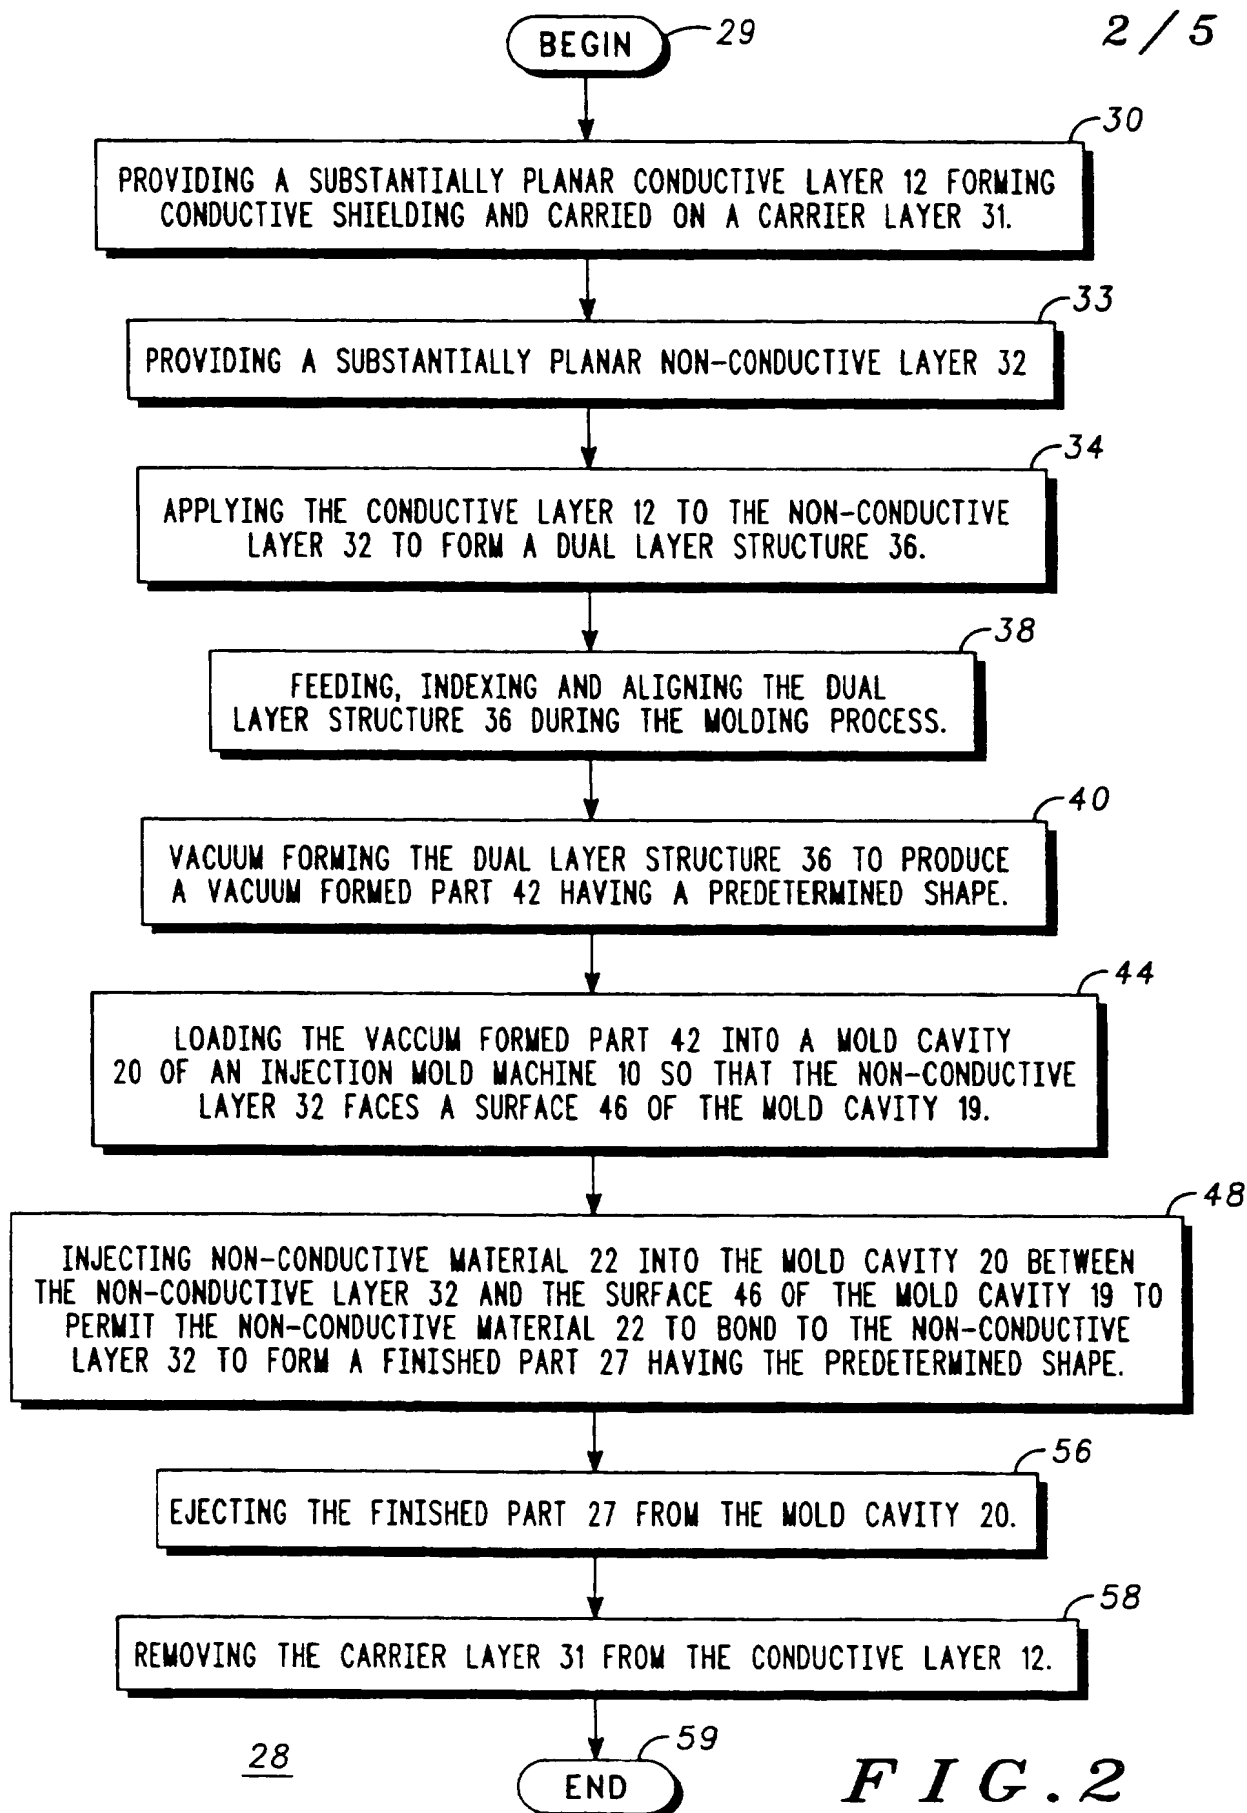 2/5
BEGIN
29
30
PROVIDING A SUBSTANTIALLY PLANAR CONDUCTIVE LAYER 12 FORMING
CONDUCTIVE SHIELDING AND CARRIED ON A CARRIER LAYER 31.
33
PROVIDING A SUBSTANTIALLY PLANAR NON-CONDUCTIVE LAYER 32
34
APPLYING THE CONDUCTIVE LAYER 12 TO THE NON-CONDUCTIVE
LAYER 32 TO FORM A DUAL LAYER STRUCTURE 36.
38
FEEDING, INDEXING AND ALIGNING THE DUAL
LAYER STRUCTURE 36 DURING THE MOLDING PROCESS.
40
VACUUM FORMING THE DUAL LAYER STRUCTURE 36 TO PRODUCE
A VACUUM FORMED PART 42 HAVING A PREDETERMINED SHAPE.
44
LOADING THE VACCUM FORMED PART 42 INTO A MOLD CAVITY
20 OF AN INJECTION MOLD MACHINE 10 SO THAT THE NON-CONDUCTIVE
LAYER 32 FACES A SURFACE 46 OF THE MOLD CAVITY 19.
48
INJECTING NON-CONDUCTIVE MATERIAL 22 INTO THE MOLD CAVITY 20 BETWEEN
THE NON-CONDUCTIVE LAYER 32 AND THE SURFACE 46 OF THE MOLD CAVITY 19 TO
PERMIT THE NON-CONDUCTIVE MATERIAL 22 TO BOND TO THE NON-CONDUCTIVE
LAYER 32 TO FORM A FINISHED PART 27 HAVING THE PREDETERMINED SHAPE.
56
EJECTING THE FINISHED PART 27 FROM THE MOLD CAVITY 20.
58
REMOVING THE CARRIER LAYER 31 FROM THE CONDUCTIVE LAYER 12.
59
END
28
FIG.2